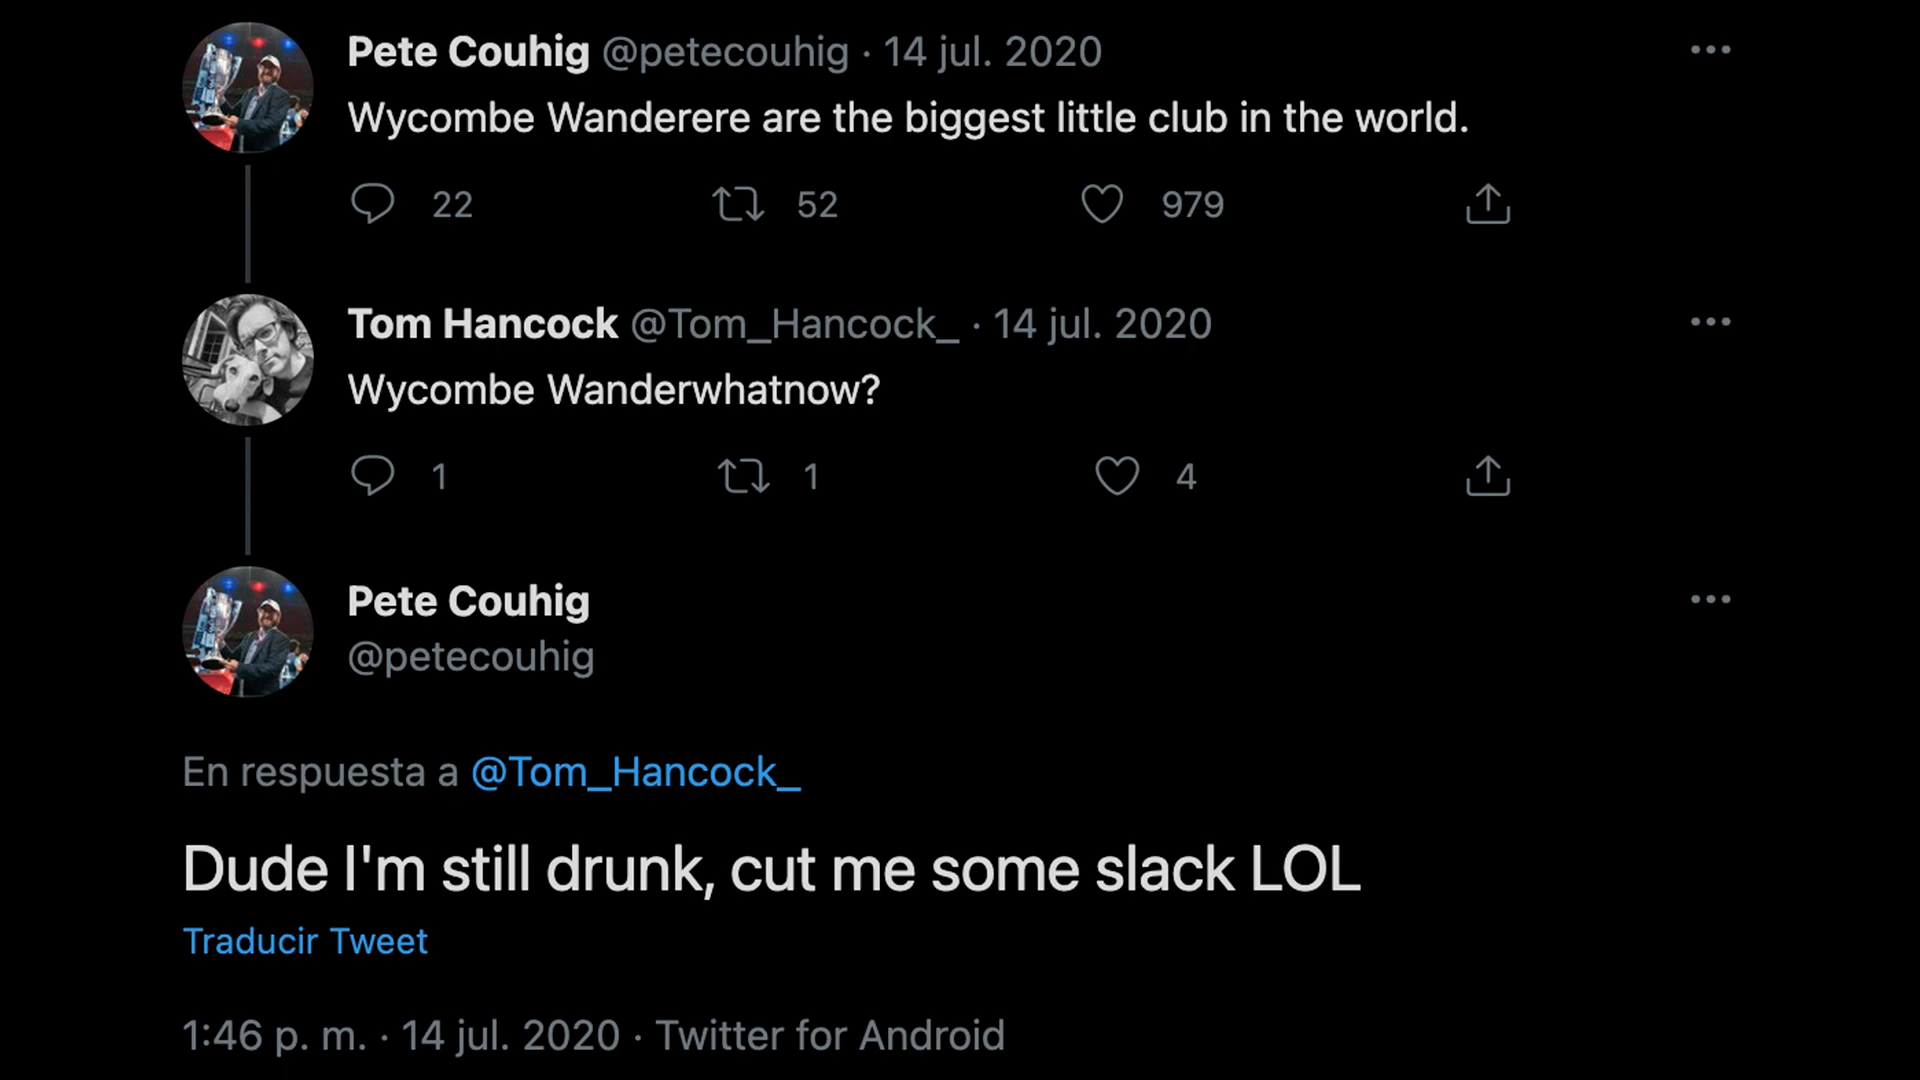 Pete Couhig @petecouhig · 14 jul. 2020
Wycombe Wanderere are the biggest little club in the world.
22 52 979
Tom Hancock @Tom_Hancock_ · 14 jul. 2020
Wycombe Wanderwhatnow?
1 1 4
Pete Couhig
@petecouhig
En respuesta a @Tom_Hancock_
Dude I'm still drunk, cut me some slack LOL
Traducir Tweet
1:46 p. m. · 14 jul. 2020 · Twitter for Android